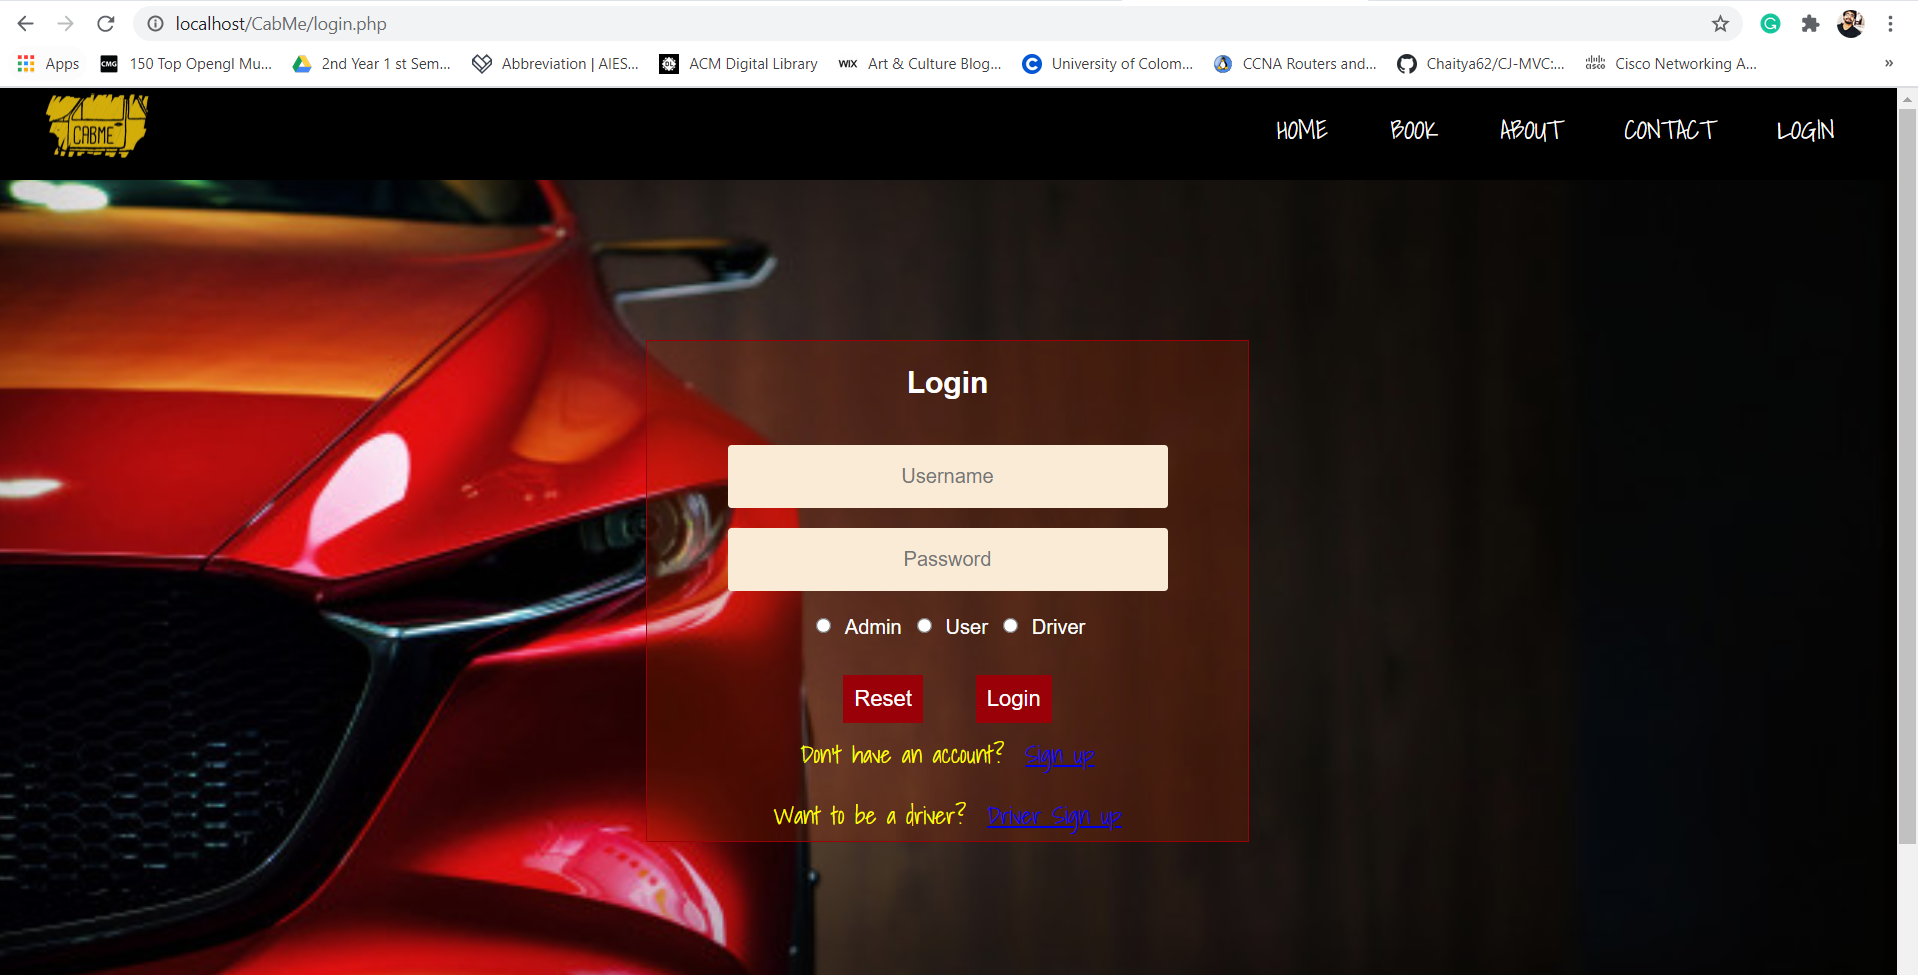 localhost/CabMe/login.php
Apps CMG 150 Top Opengl Mu... 2nd Year 1 st Sem... Abbreviation | AIES... ACM Digital Library WIX Art & Culture Blog... University of Colom... CCNA Routers and... Chaitya62/CJ-MVC:... cisco Cisco Networking A... »
CABME HOME BOOK ABOUT CONTACT LOGIN
Login
Username
Password
Admin User Driver
Reset Login
Don't have an account? Sign up
Want to be a driver? Driver Sign up